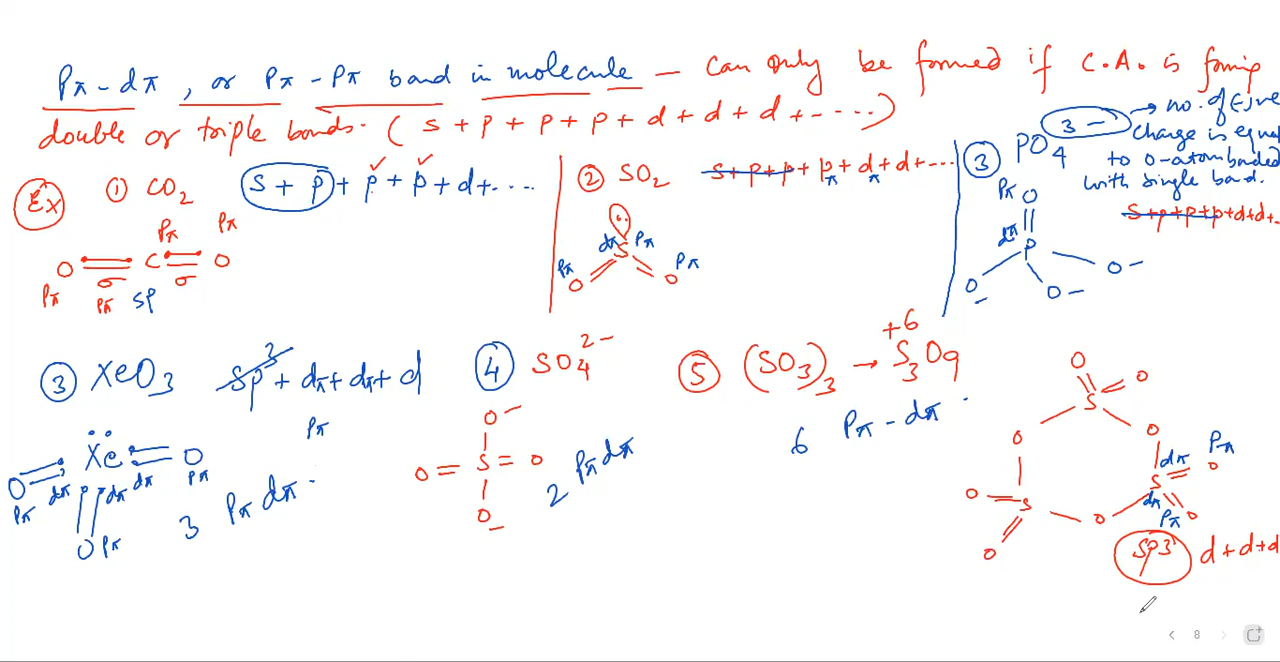 Pπ-dπ, or Pπ-Pπ bond in molecule — can only be formed if C.A. is forming
double or triple bonds. (S+P+P+P+d+d+d+-----)
Ex ① CO2 S+P+P+P+d+----
Pπ Pπ
O C O
σ σ
Pπ Pπ SP
② SO2 S+P+P+P+d+d+---
π π
dπ S Pπ
Pπ Pπ
O O
③ PO4 3- → no. of (-)ve
charge is equal
to O-atom bonded
with single bond.
S+P+P+P+d+d+-
Pπ O
dπ P
O- O- O-
③ XeO3 SP3 + dπ+dπ+d
Pπ
O Xe O
Pπ dπ dπ dπ Pπ
O Pπ
3 Pπ dπ.
④ SO4 2-
O-
O = S = O
O-
2 Pπ dπ
⑤ (SO3)3 → S3O9
+6
6 Pπ-dπ.
O O
S
O O
dπ Pπ
S O
dπ
O S O Pπ O
O
SP3 d+d+d
8